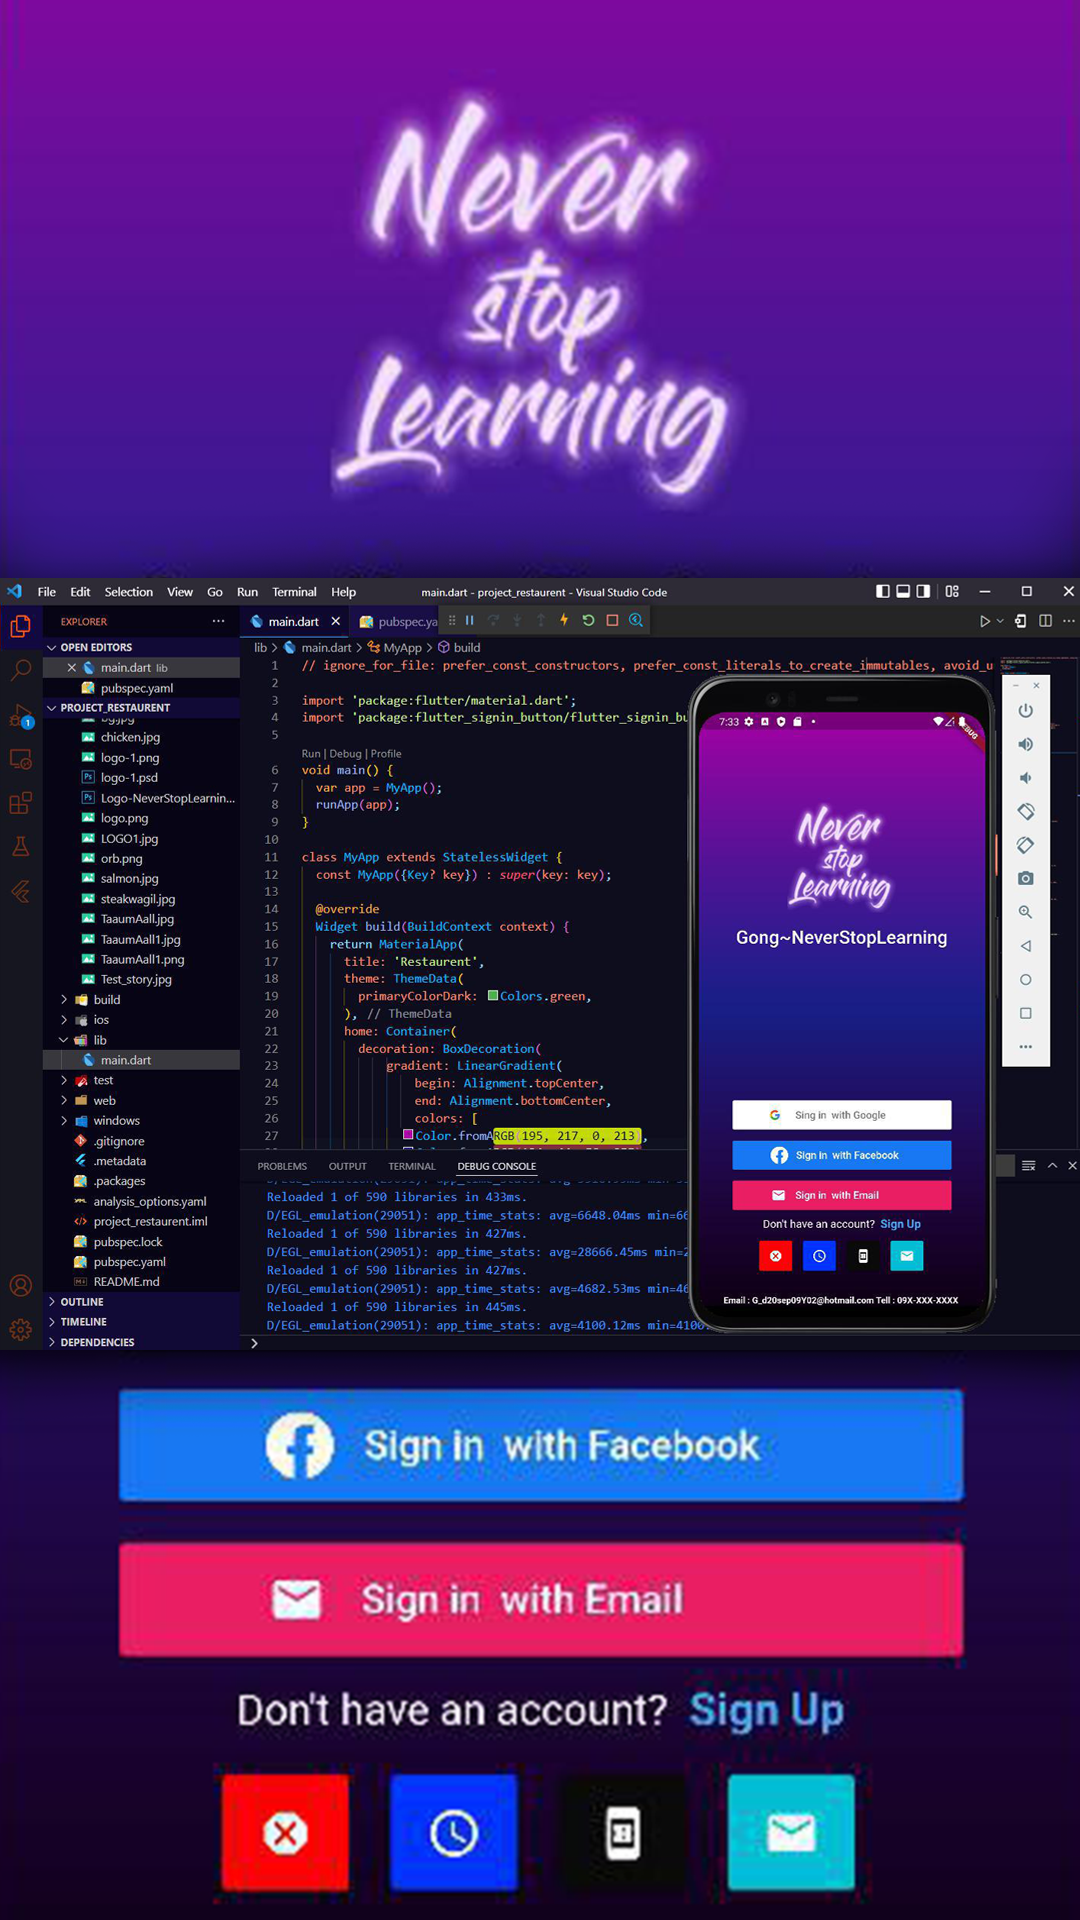 Never
stop
Learning
File Edit Selection View Go Run Terminal Help
main.dart - project_restaurent - Visual Studio Code
EXPLORER
OPEN EDITORS
main.dart lib
pubspec.yaml
PROJECT_RESTAURENT
bg.jpg
chicken.jpg
logo-1.png
logo-1.psd
Logo-NeverStopLearnin...
logo.png
LOGO1.jpg
orb.png
salmon.jpg
steakwagil.jpg
TaaumAall.jpg
TaaumAall1.jpg
TaaumAall1.png
Test_story.jpg
build
ios
lib
main.dart
test
web
windows
.gitignore
.metadata
.packages
analysis_options.yaml
project_restaurent.iml
pubspec.lock
pubspec.yaml
README.md
OUTLINE
TIMELINE
DEPENDENCIES
main.dart
pubspec.ya
lib > main.dart > MyApp > build
1 // ignore_for_file: prefer_const_constructors, prefer_const_literals_to_create_immutables, avoid_u
2
3 import 'package:flutter/material.dart';
4 import 'package:flutter_signin_button/flutter_signin_bu
5
Run | Debug | Profile
6 void main() {
7 var app = MyApp();
8 runApp(app);
9 }
10
11 class MyApp extends StatelessWidget {
12 const MyApp({Key? key}) : super(key: key);
13
14 @override
15 Widget build(BuildContext context) {
16 return MaterialApp(
17 title: 'Restaurent',
18 theme: ThemeData(
19 primaryColorDark: Colors.green,
20 ), // ThemeData
21 home: Container(
22 decoration: BoxDecoration(
23 gradient: LinearGradient(
24 begin: Alignment.topCenter,
25 end: Alignment.bottomCenter,
26 colors: [
27 Color.fromARGB(195, 217, 0, 213),
PROBLEMS OUTPUT TERMINAL DEBUG CONSOLE
Reloaded 1 of 590 libraries in 433ms.
D/EGL_emulation(29051): app_time_stats: avg=6648.04ms min=66
Reloaded 1 of 590 libraries in 427ms.
D/EGL_emulation(29051): app_time_stats: avg=28666.45ms min=2
Reloaded 1 of 590 libraries in 427ms.
D/EGL_emulation(29051): app_time_stats: avg=4682.53ms min=46
Reloaded 1 of 590 libraries in 445ms.
D/EGL_emulation(29051): app_time_stats: avg=4100.12ms min=4100.
7:33
DEBUG
Never
stop
Learning
Gong~NeverStopLearning
Sing in with Google
Sign in with Facebook
Sign in with Email
Don't have an account? Sign Up
Email : G_d20sep09Y02@hotmail.com Tell : 09X-XXX-XXXX
Sign in with Facebook
Sign in with Email
Don't have an account? Sign Up